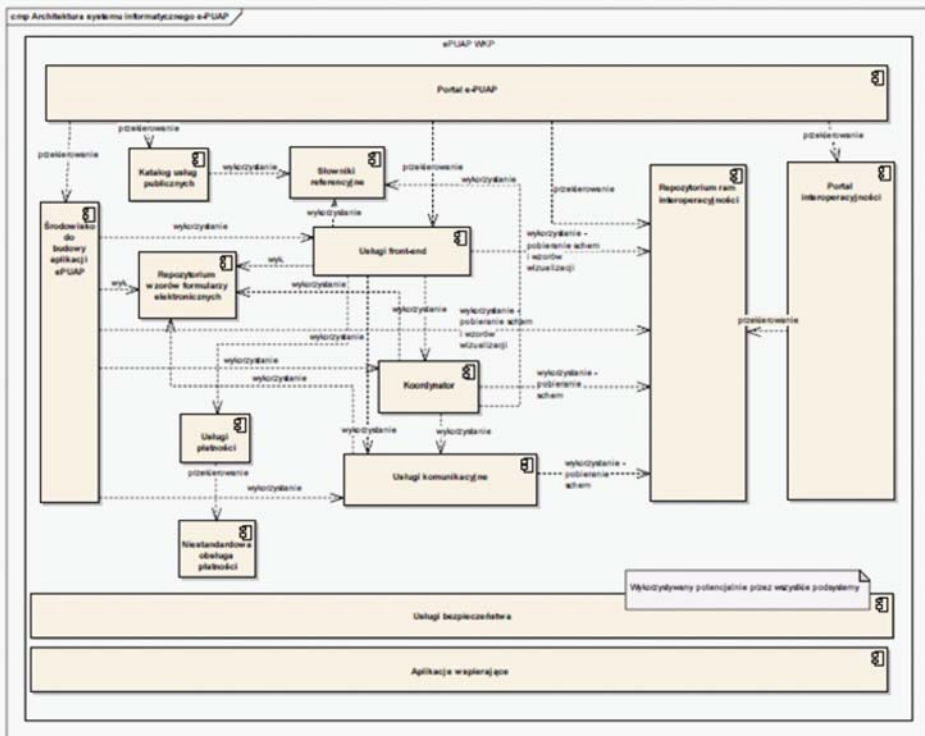 cmp Architektura systemu informatycznego e-PUAP
ePUAP WKP
Portal e-PUAP
przekierowanie
przekierowanie
przekierowanie
przekierowanie
przekierowanie
Katalog usług
publicznych
wykorzystanie
Słowniki
referencyjne
wykorzystanie
Repozytorium ram
interoperacyjności
Portal
interoperacyjności
Środowisko
do
budowy
aplikacji
ePUAP
wykorzystanie
wykorzystanie
Usługi front-end
wykorzystanie -
pobieranie schem
i wzorów
wizualizacji
wyk.
wyk.
Repozytorium
wzorów formularzy
elektronicznych
wykorzystanie
wykorzystanie
wykorzystanie -
pobieranie schem
i wzorów
wizualizacji
przekierowanie
wykorzystanie
wykorzystanie
wykorzystanie
Koordynator
wykorzystanie -
pobieranie
schem
Usługi
płatności
wykorzystanie
wykorzystanie
przekierowanie
wykorzystanie
Usługi komunikacyjne
wykorzystanie -
pobieranie
schem
Niestandardowa
obsługa
płatności
Wykorzystywany potencjalnie przez wszystkie podsystemy
Usługi bezpieczeństwa
Aplikacje wspierające